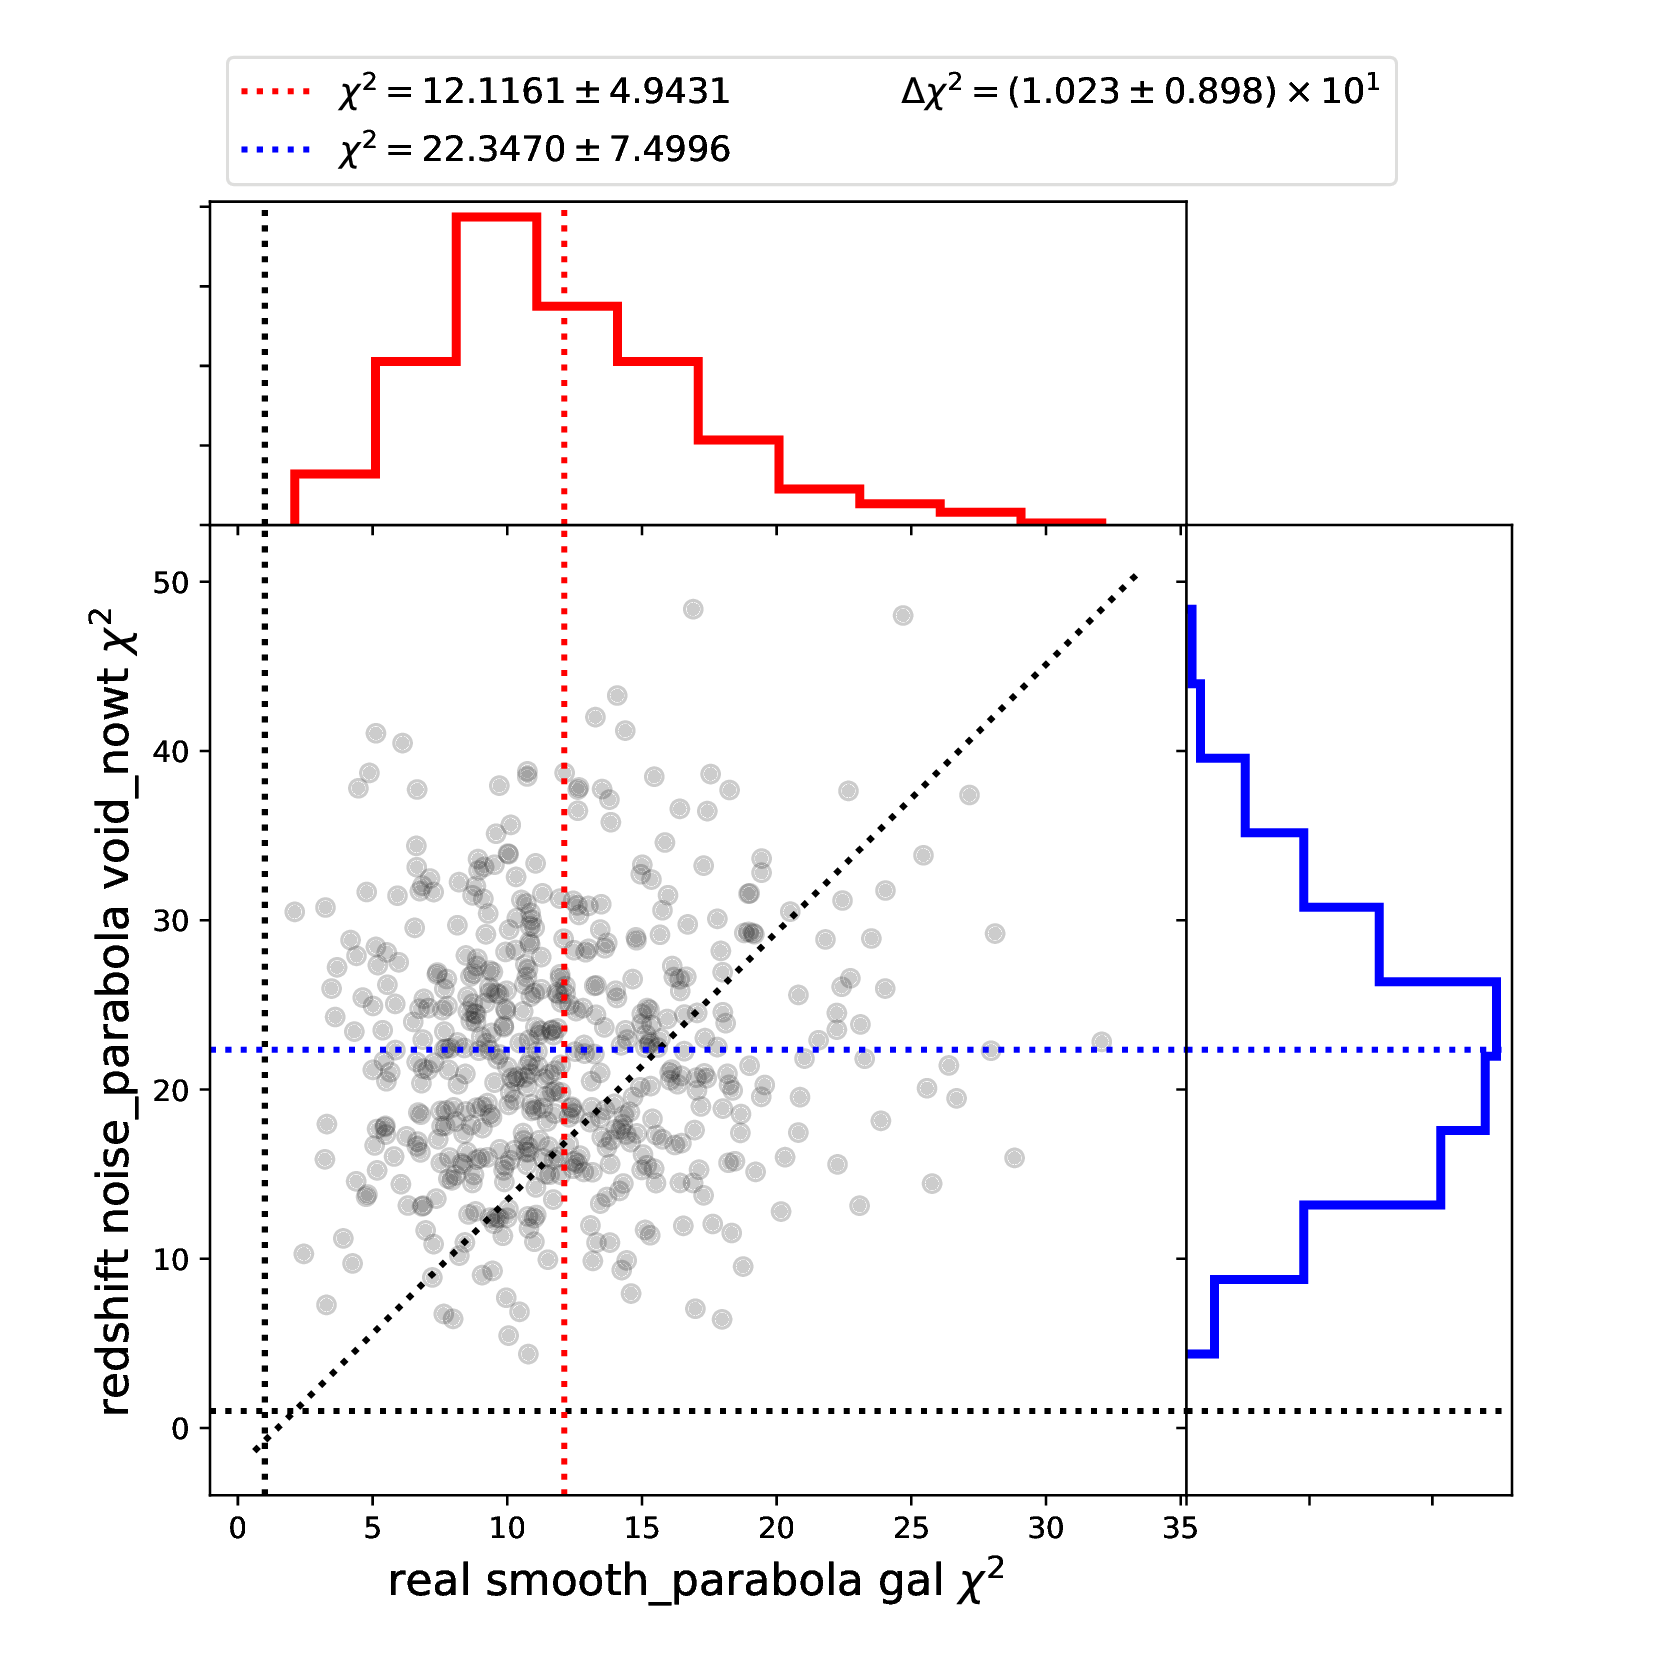 χ² = 12.1161 ± 4.9431
χ² = 22.3470 ± 7.4996
Δχ² = (1.023 ± 0.898) × 10¹
redshift noise_parabola void_nowt χ²
50
40
30
20
10
0
0 5 10 15 20 25 30 35
real smooth_parabola gal χ²